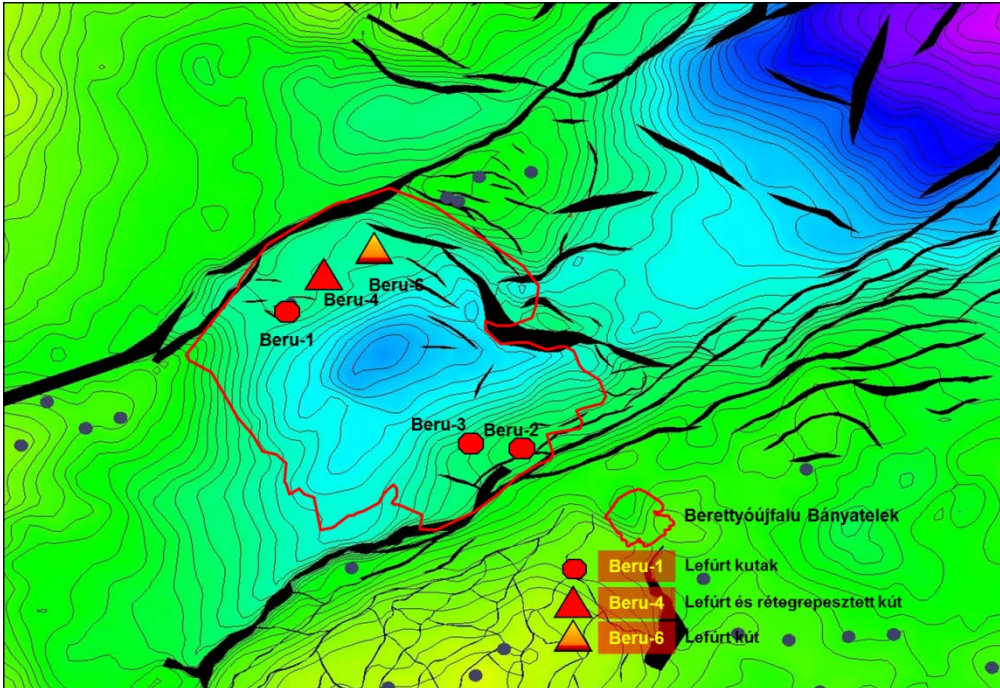 Beru-6
Beru-4
Beru-1
Beru-3
Beru-2
Berettyóújfalu Bányatelek
Beru-1 Lefúrt kutak
Beru-4 Lefúrt és rétegrepesztett kút
Beru-6 Lefúrt kút